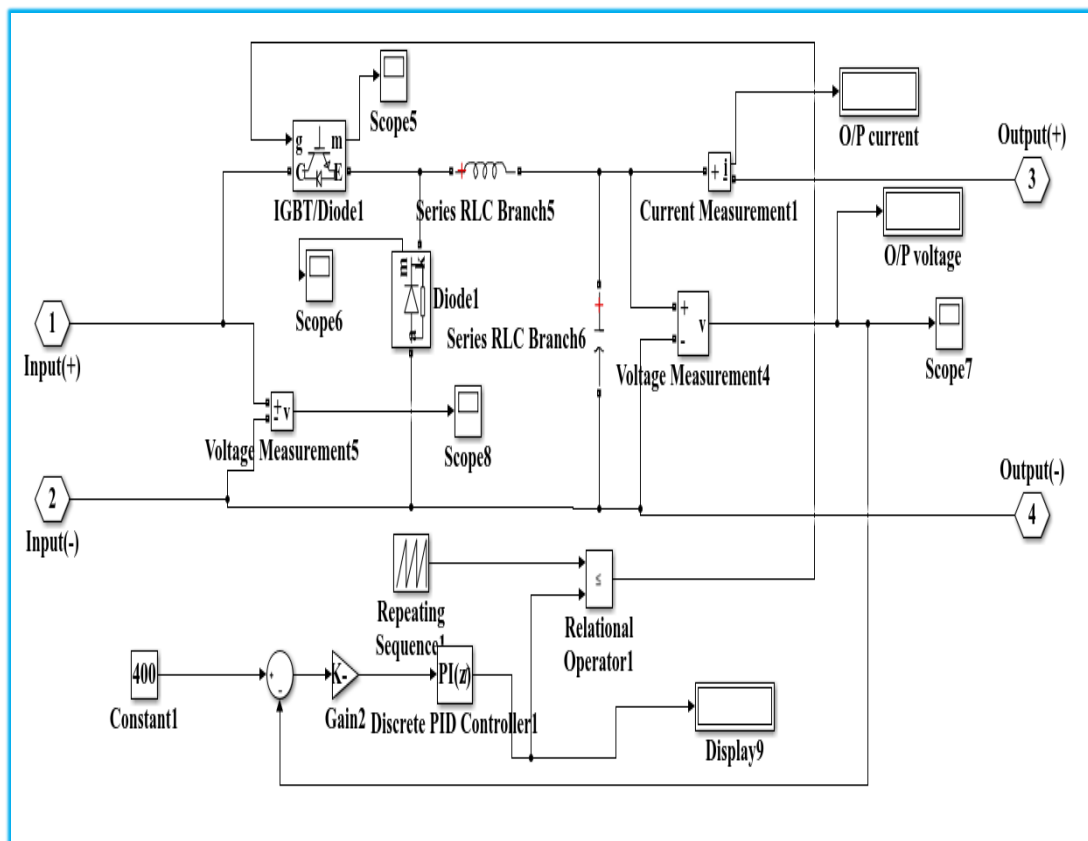 Scope5
O/P current
Output(+)
3
g
m
C
E
+
i
IGBT/Diode1
Series RLC Branch5
Current Measurement1
O/P voltage
m
k
a
Scope6
Diode1
Series RLC Branch6
+
-
v
Voltage Measurement4
Scope7
1
Input(+)
+
-
v
Voltage Measurement5
Scope8
2
Input(-)
Output(-)
4
Repeating
Sequence1
≤
Relational
Operator1
400
Constant1
+
-
K-
Gain2
PI(z)
Discrete PID Controller1
Display9